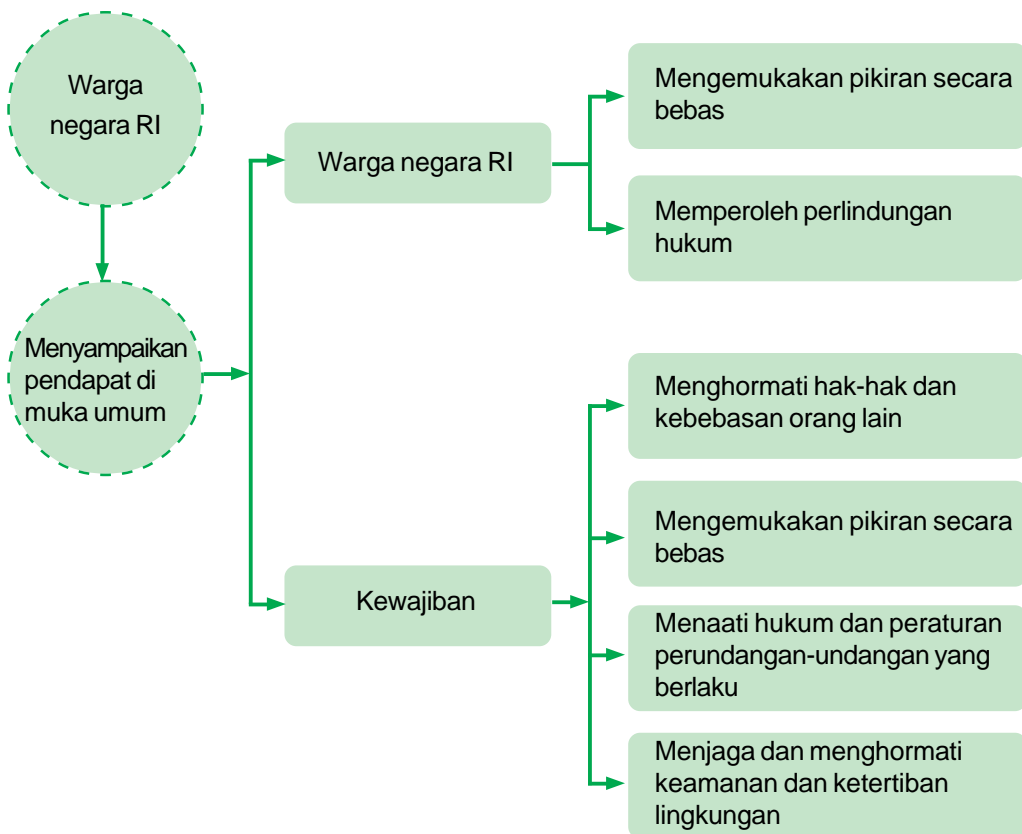 Warga
negara RI
Menyampaikan
pendapat di
muka umum
Warga negara RI
Mengemukakan pikiran secara
bebas
Memperoleh perlindungan
hukum
Kewajiban
Menghormati hak-hak dan
kebebasan orang lain
Mengemukakan pikiran secara
bebas
Menaati hukum dan peraturan
perundangan-undangan yang
berlaku
Menjaga dan menghormati
keamanan dan ketertiban
lingkungan